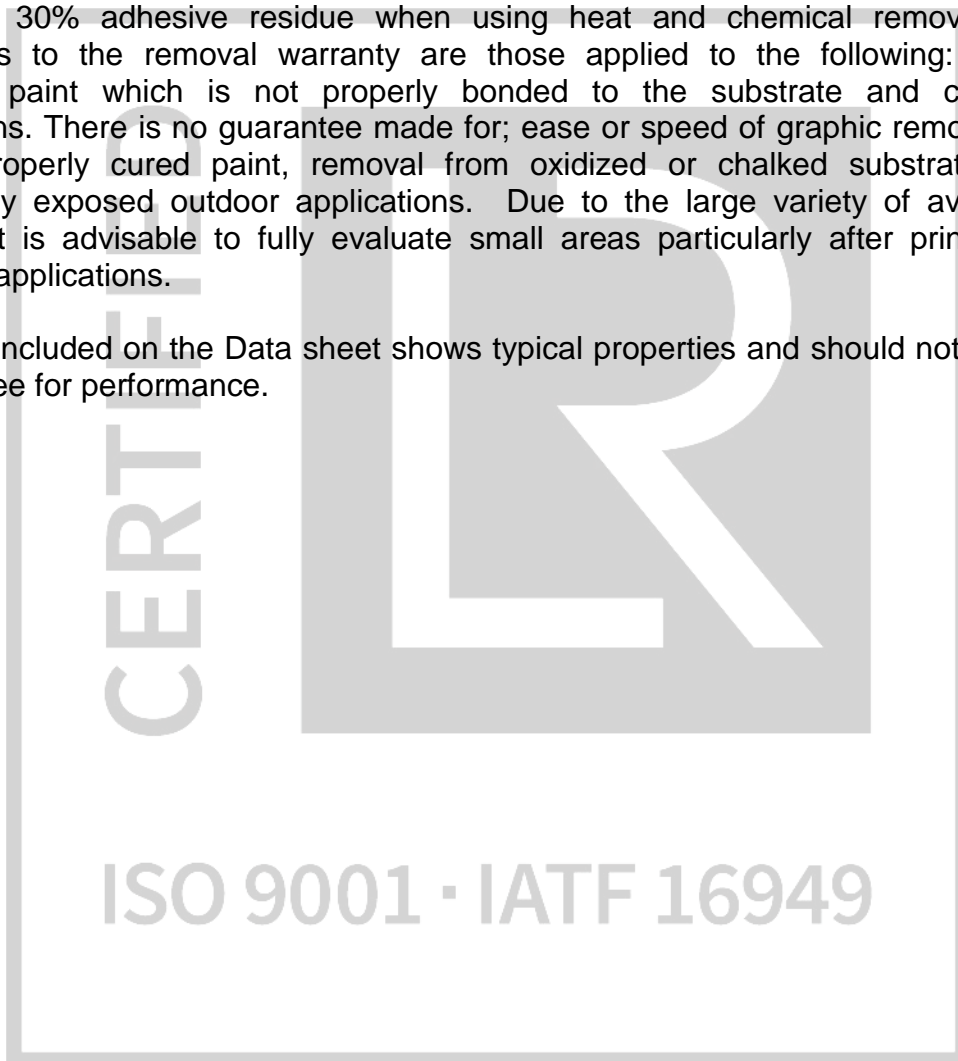 30% adhesive residue when using heat and chemical remov
s to the removal warranty are those applied to the following:
paint which is not properly bonded to the substrate and c
ns. There is no guarantee made for; ease or speed of graphic remo
roperly cured paint, removal from oxidized or chalked substrat
y exposed outdoor applications. Due to the large variety of av
t is advisable to fully evaluate small areas particularly after prin
applications.
ncluded on the Data sheet shows typical properties and should not
ee for performance.
CERTIFIED
LR
ISO 9001 · IATF 16949